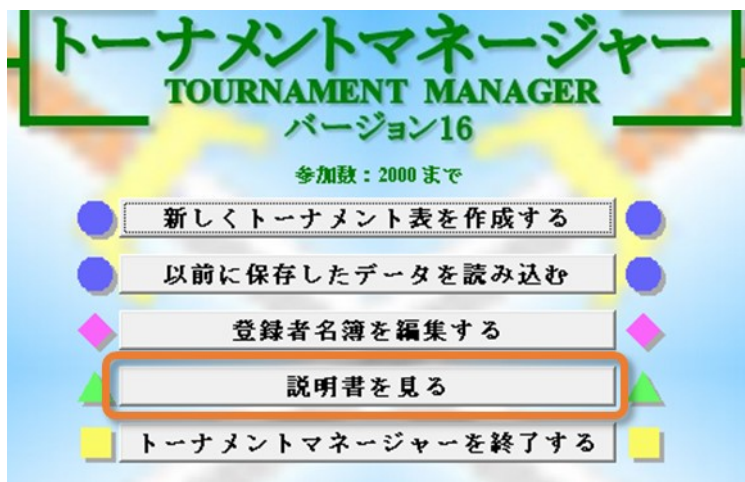 トーナメントマネージャー
TOURNAMENT MANAGER
バージョン16
参加数：2000まで
新しくトーナメント表を作成する
以前に保存したデータを読み込む
登録者名簿を編集する
説明書を見る
トーナメントマネージャーを終了する